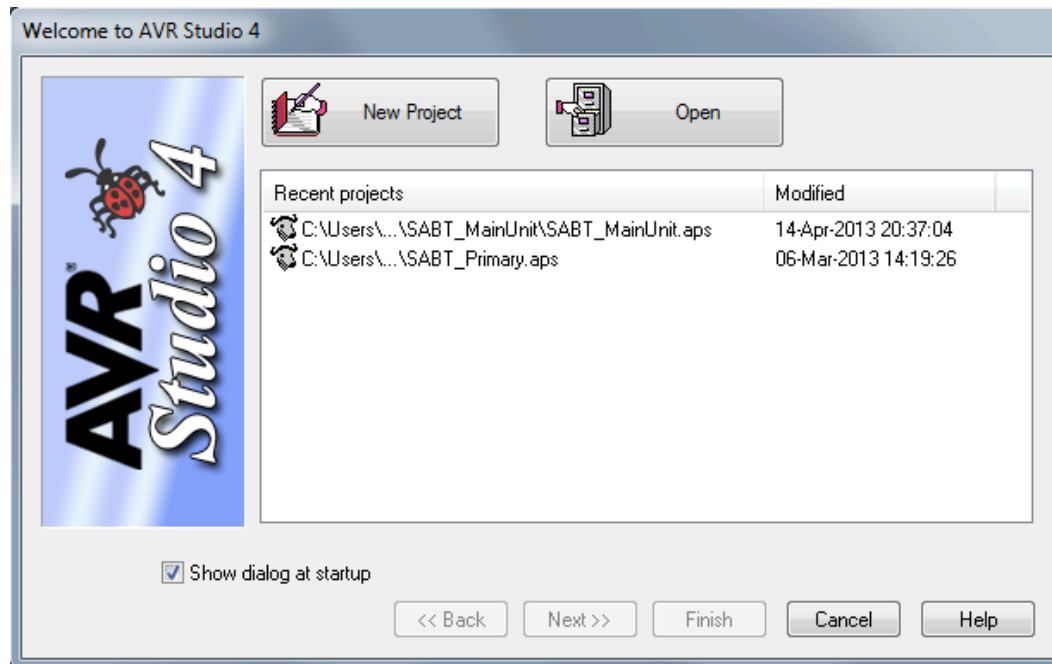 Welcome to AVR Studio 4
AVR®
Studio 4
New Project
Open
Recent projects Modified
C:\Users\...\SABT_MainUnit\SABT_MainUnit.aps 14-Apr-2013 20:37:04
C:\Users\...\SABT_Primary.aps 06-Mar-2013 14:19:26
Show dialog at startup
<< Back Next >> Finish Cancel Help